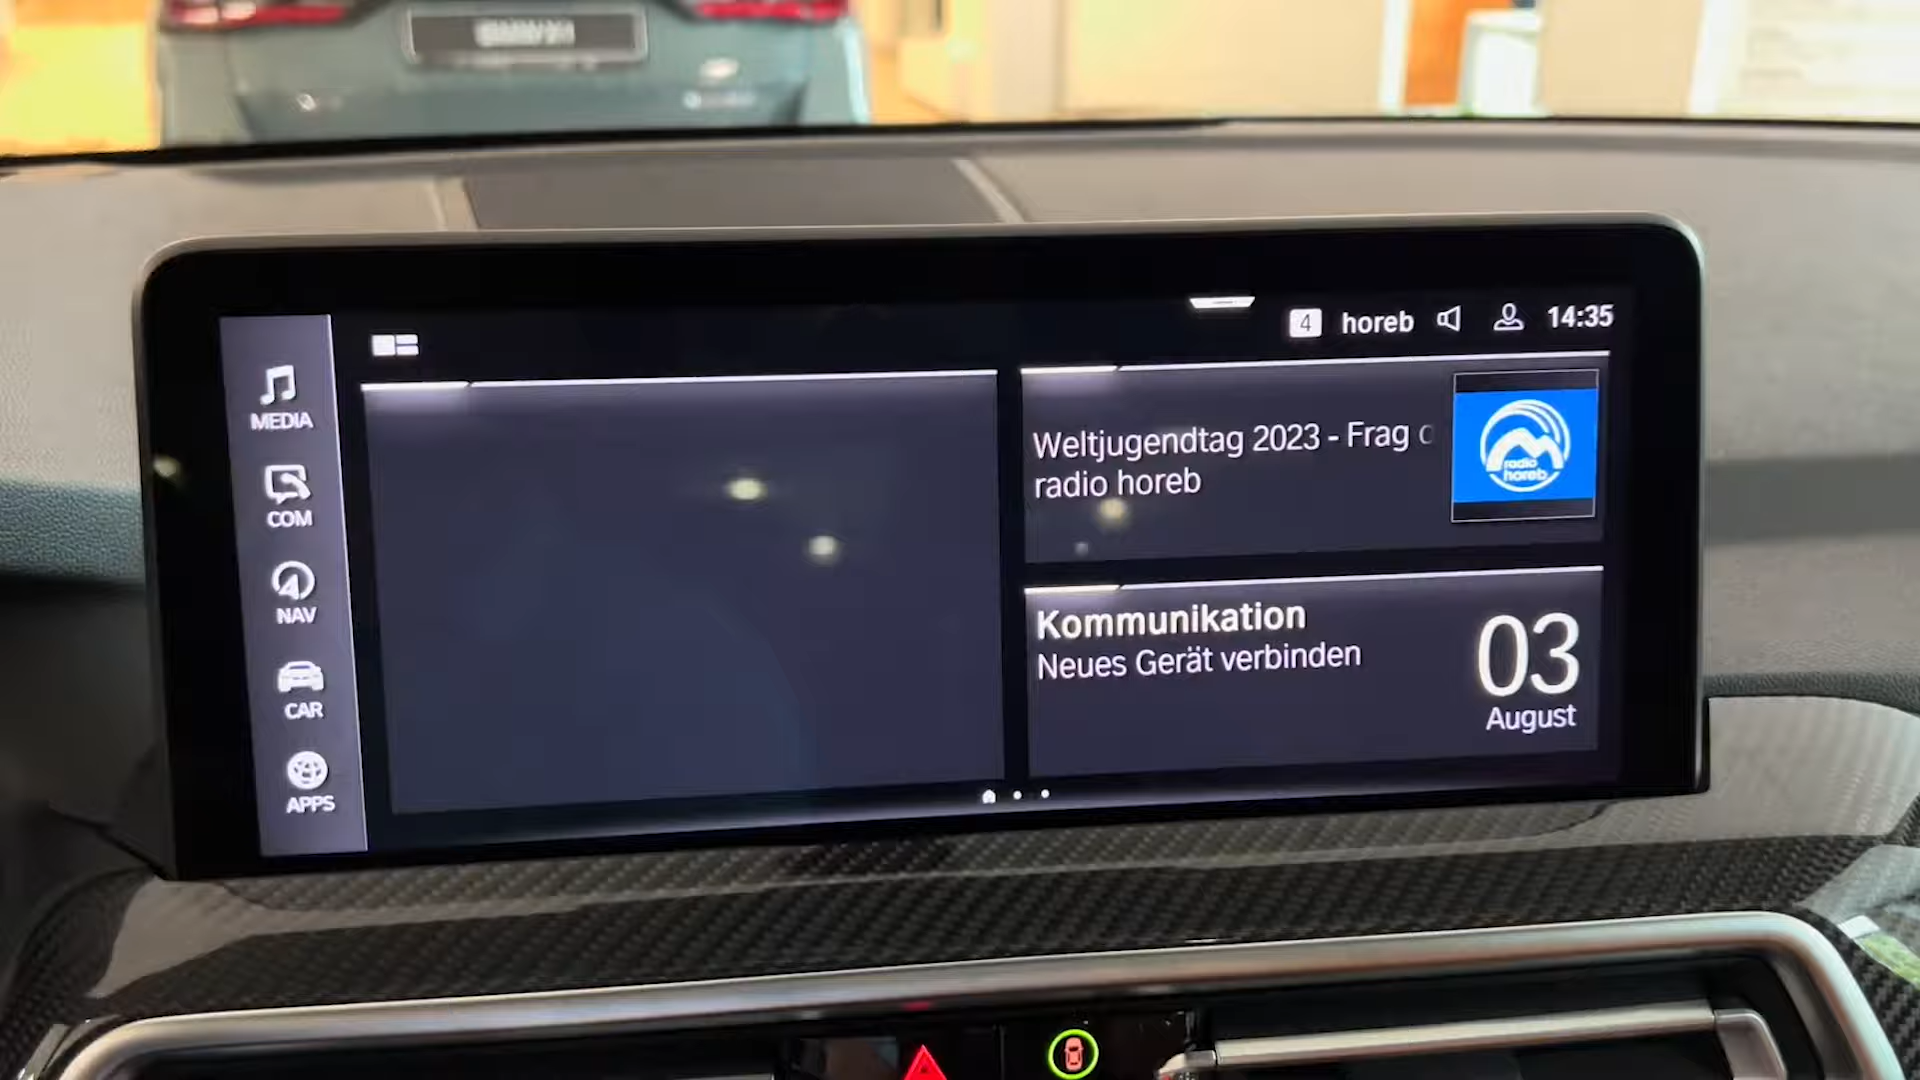 4 horeb 14:35
MEDIA
COM
NAV
CAR
APPS
Weltjugendtag 2023 - Frag
radio horeb
radio
horeb
Kommunikation
Neues Gerät verbinden
03
August